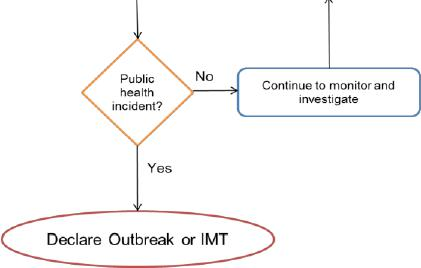 Public
health
incident?
No
Continue to monitor and
investigate
Yes
Declare Outbreak or IMT